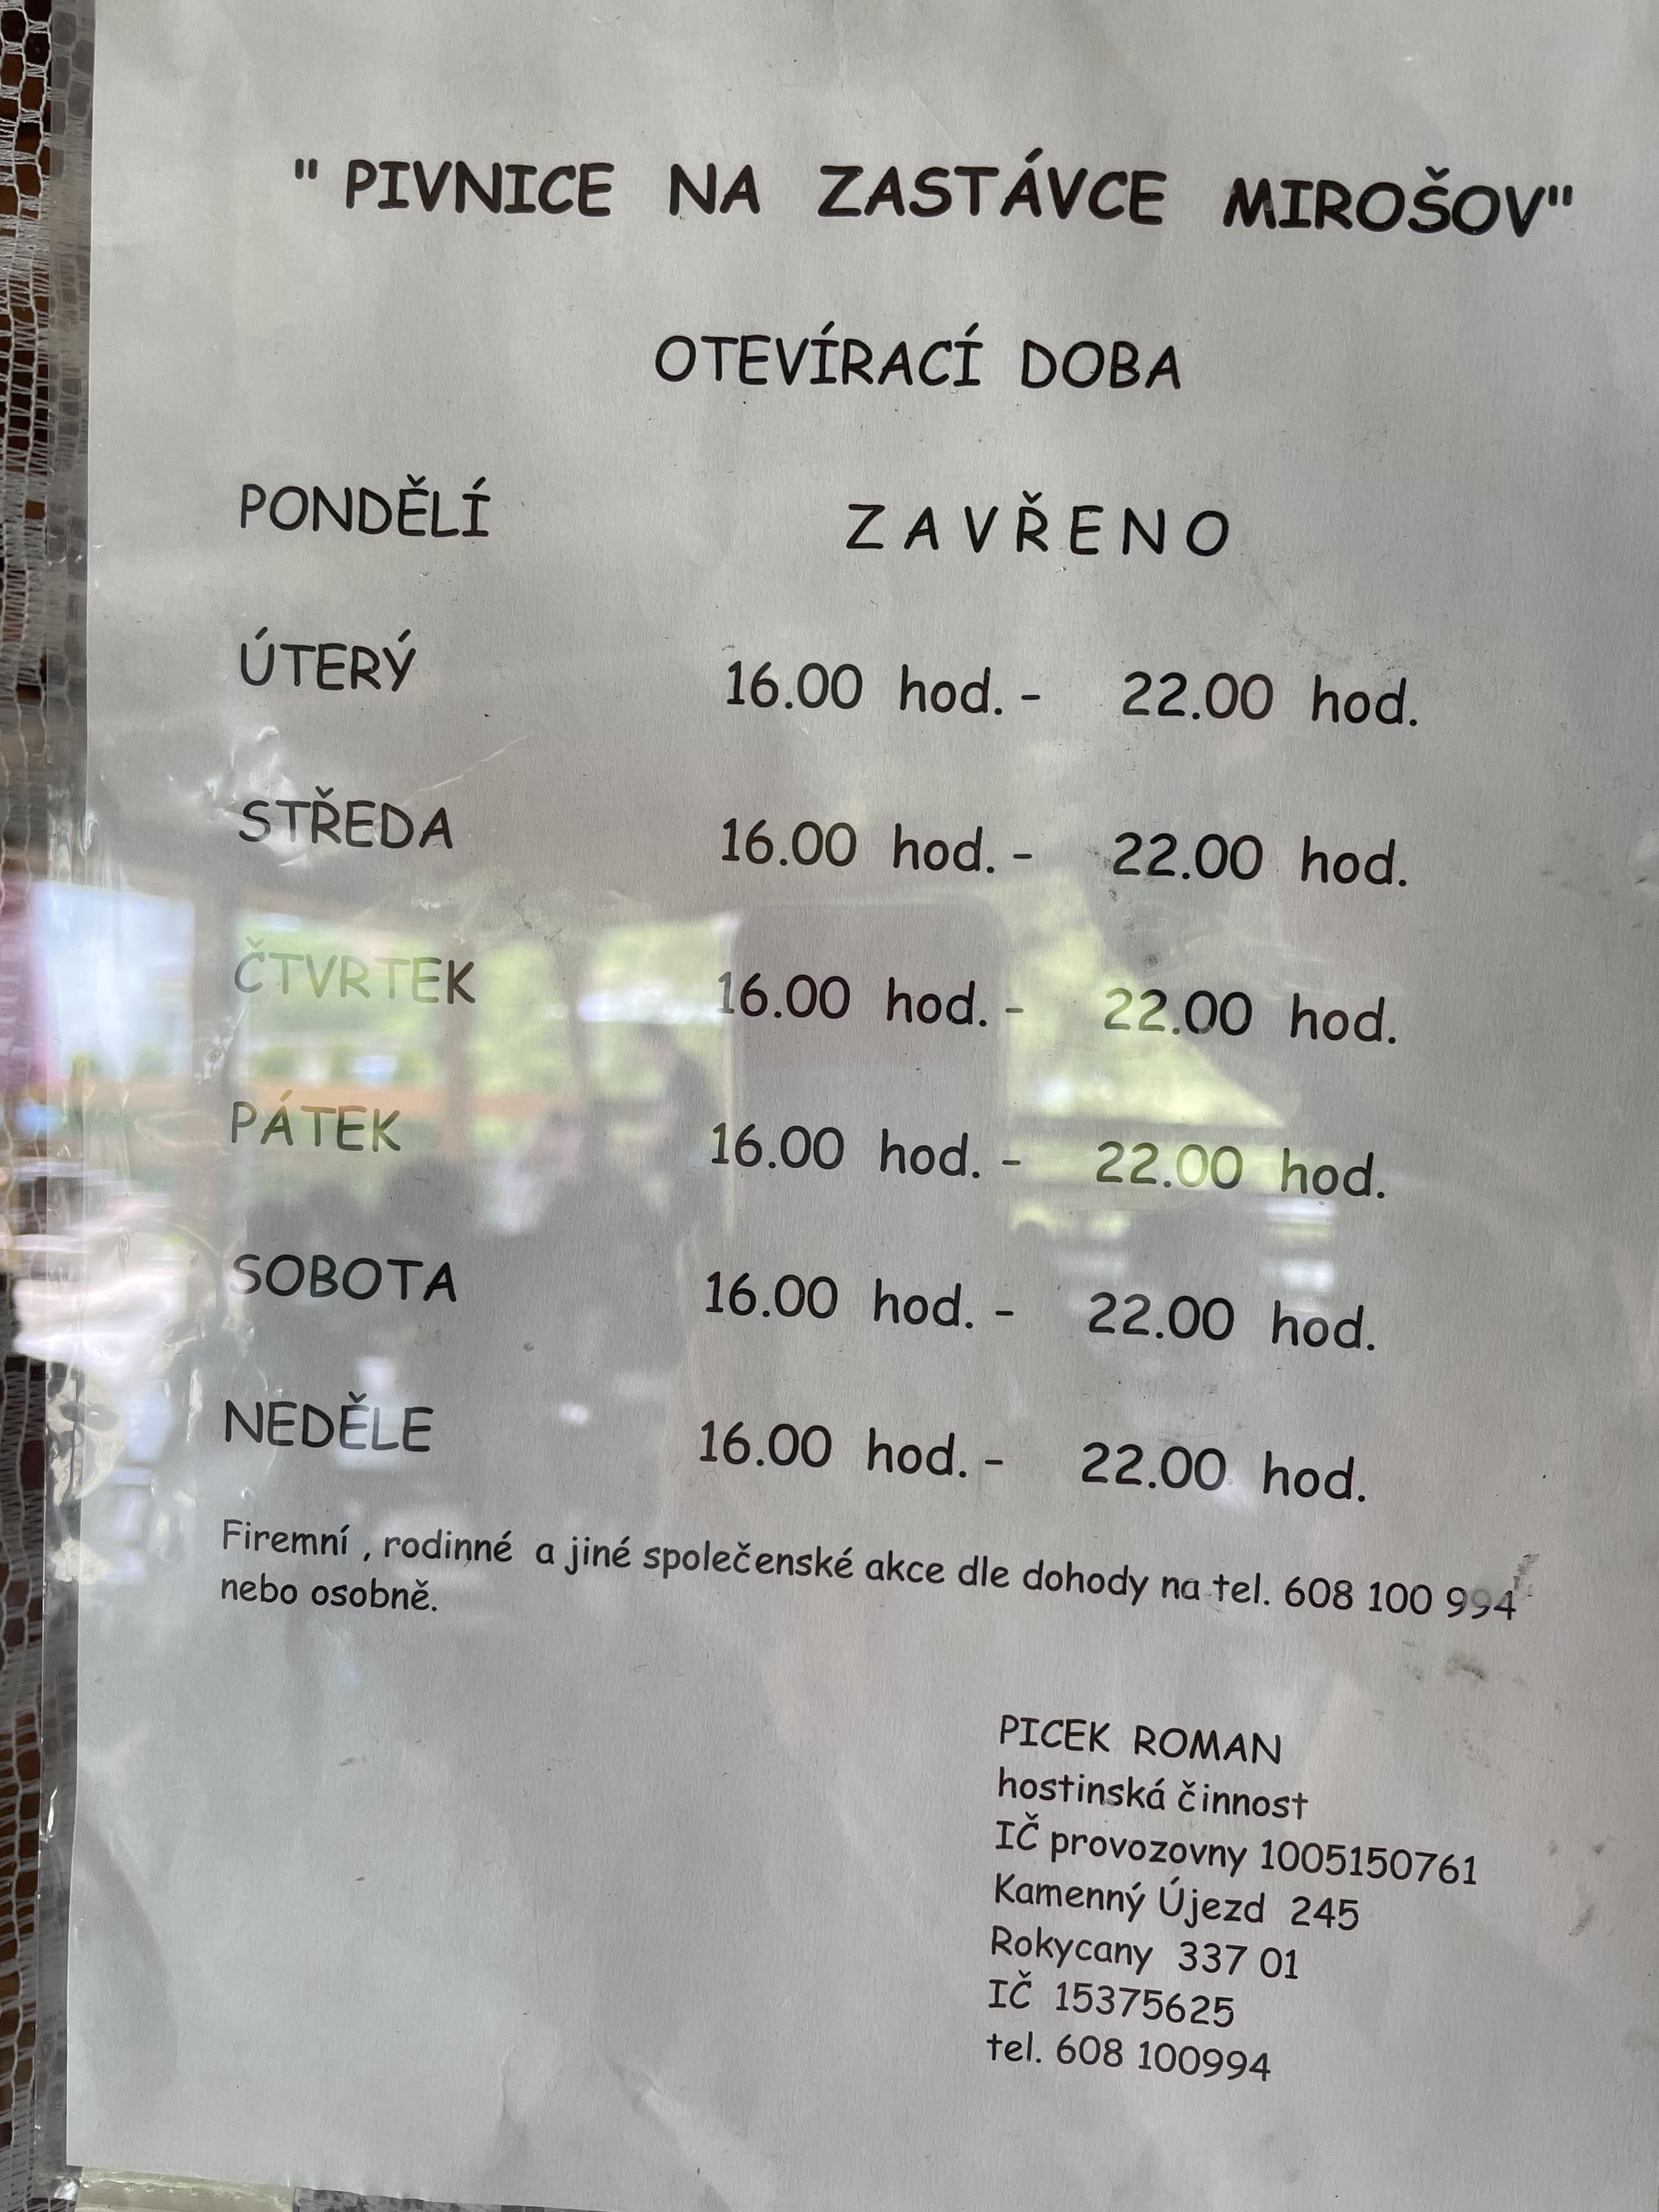 " PIVNICE NA ZASTÁVCE MIROŠOV"
OTEVÍRACÍ DOBA
PONDĚLÍ ZAVŘENO
ÚTERÝ 16.00 hod. - 22.00 hod.
STŘEDA 16.00 hod. - 22.00 hod.
ČTVRTEK 16.00 hod. - 22.00 hod.
PÁTEK 16.00 hod. - 22.00 hod.
SOBOTA 16.00 hod. - 22.00 hod.
NEDĚLE 16.00 hod. - 22.00 hod.
Firemní , rodinné a jiné společenské akce dle dohody na tel. 608 100 994
nebo osobně.
PICEK ROMAN
hostinská činnost
IČ provozovny 1005150761
Kamenný Újezd 245
Rokycany 337 01
IČ 15375625
tel. 608 100994